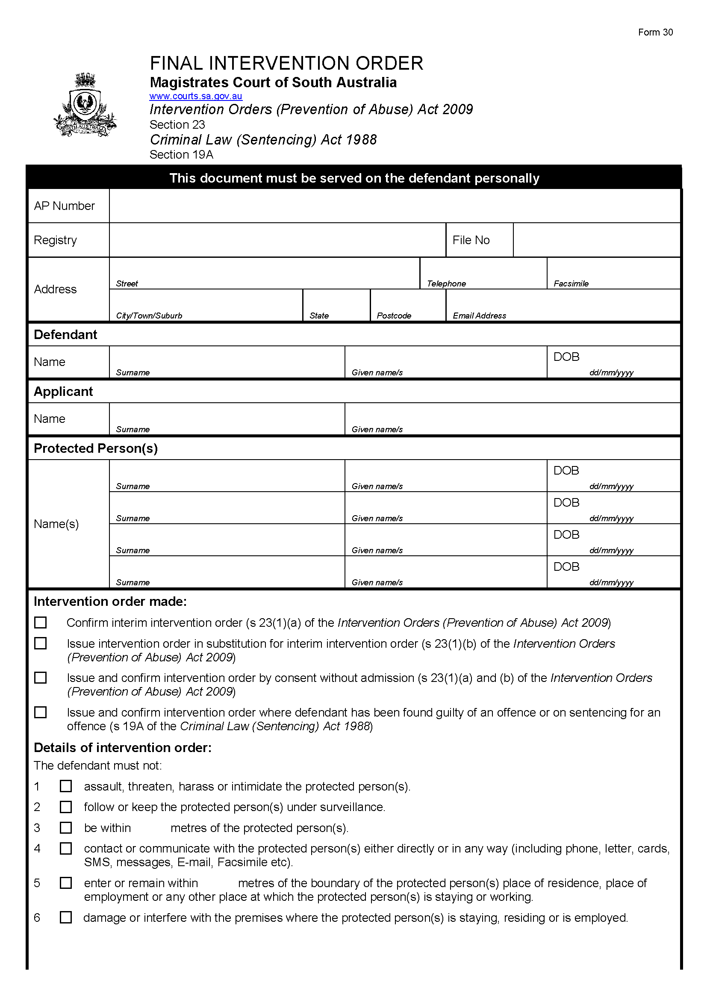 Form 30
FINAL INTERVENTION ORDER
Magistrates Court of South Australia
www.courts.sa.gov.au
Intervention Orders (Prevention of Abuse) Act 2009
Section 23
Criminal Law (Sentencing) Act 1988
Section 19A
SOUTH AUSTRALIA
This document must be served on the defendant personally
AP Number
Registry File No
Address
Street Telephone Facsimile
City/Town/Suburb State Postcode Email Address
Defendant
Name
Surname Given name/s DOB dd/mm/yyyy
Applicant
Name
Surname Given name/s
Protected Person(s)
Name(s)
Surname Given name/s DOB dd/mm/yyyy
Surname Given name/s DOB dd/mm/yyyy
Surname Given name/s DOB dd/mm/yyyy
Surname Given name/s DOB dd/mm/yyyy
Intervention order made:
Confirm interim intervention order (s 23(1)(a) of the Intervention Orders (Prevention of Abuse) Act 2009)
Issue intervention order in substitution for interim intervention order (s 23(1)(b) of the Intervention Orders
(Prevention of Abuse) Act 2009)
Issue and confirm intervention order by consent without admission (s 23(1)(a) and (b) of the Intervention Orders
(Prevention of Abuse) Act 2009)
Issue and confirm intervention order where defendant has been found guilty of an offence or on sentencing for an
offence (s 19A of the Criminal Law (Sentencing) Act 1988)
Details of intervention order:
The defendant must not:
1 assault, threaten, harass or intimidate the protected person(s).
2 follow or keep the protected person(s) under surveillance.
3 be within metres of the protected person(s).
4 contact or communicate with the protected person(s) either directly or in any way (including phone, letter, cards,
SMS, messages, E-mail, Facsimile etc).
5 enter or remain within metres of the boundary of the protected person(s) place of residence, place of
employment or any other place at which the protected person(s) is staying or working.
6 damage or interfere with the premises where the protected person(s) is staying, residing or is employed.